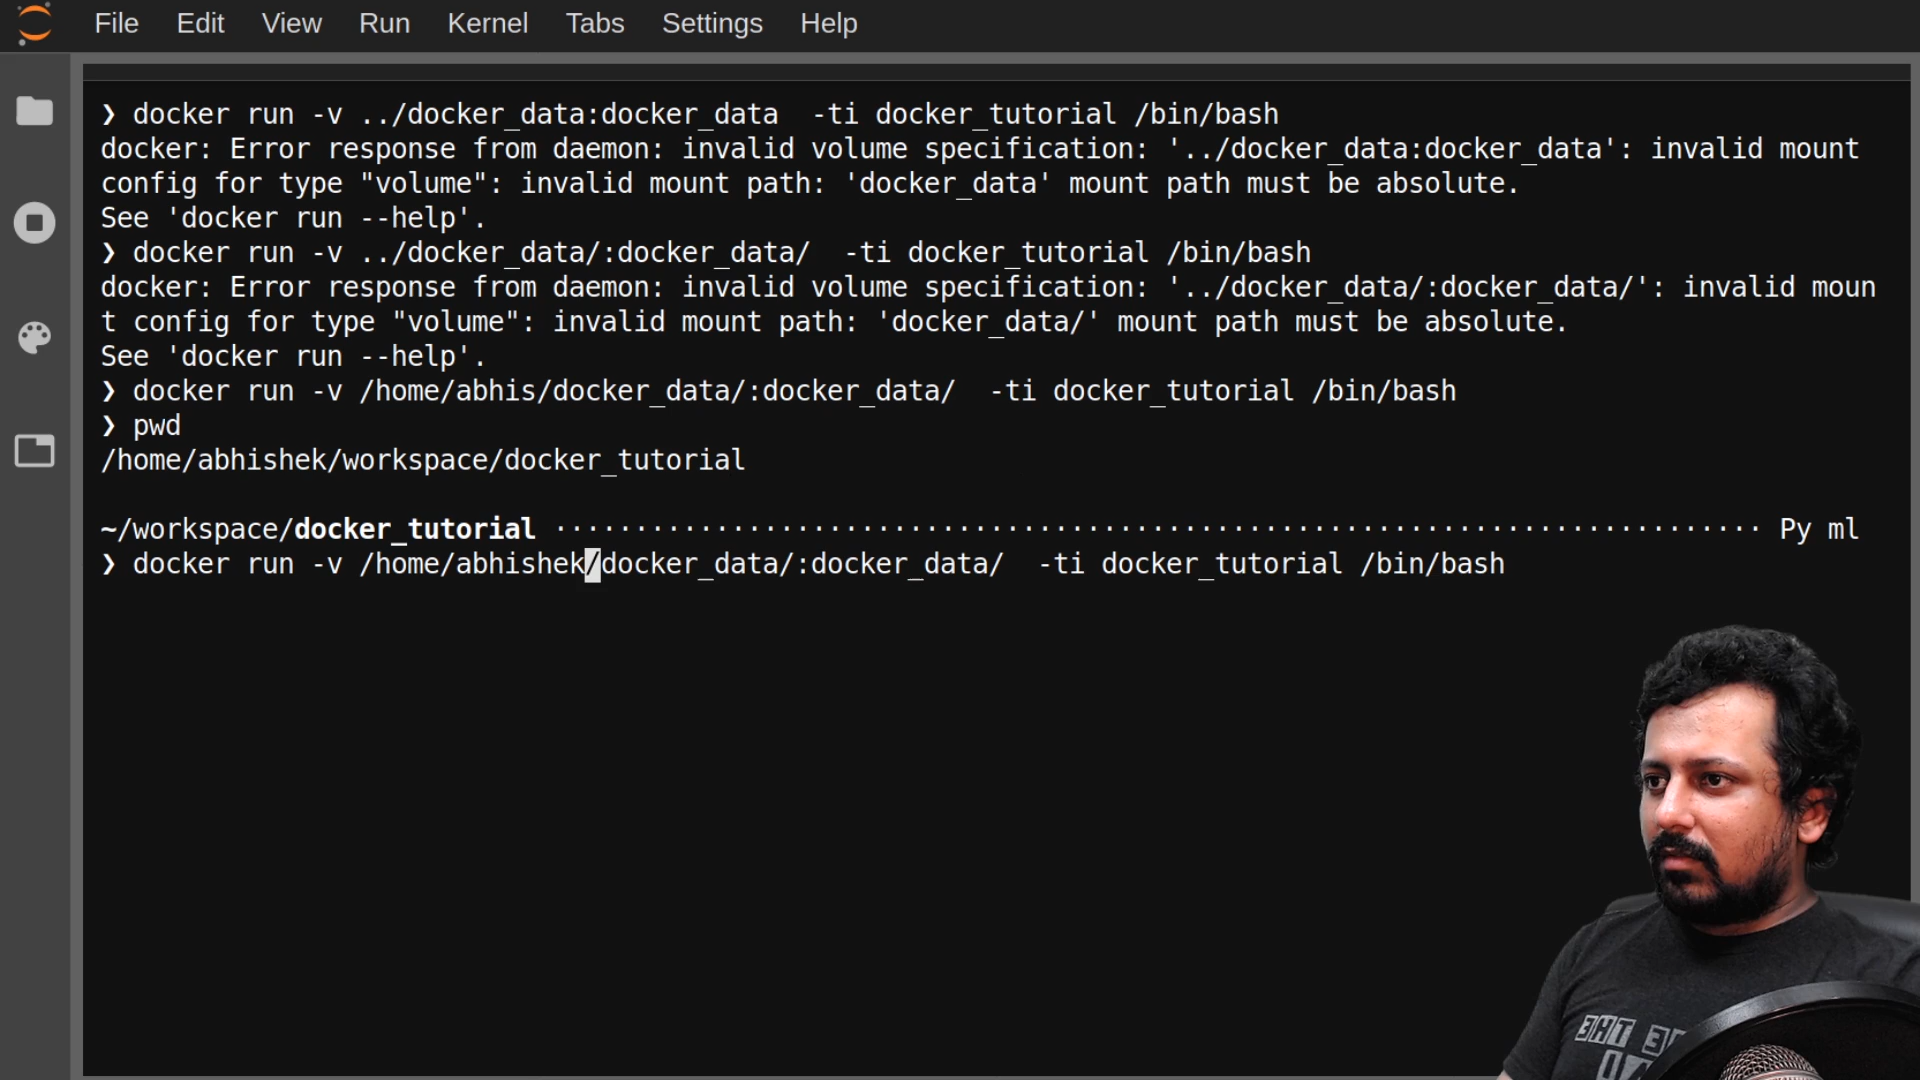 File Edit View Run Kernel Tabs Settings Help
❯ docker run -v ../docker_data:docker_data  -ti docker_tutorial /bin/bash
docker: Error response from daemon: invalid volume specification: '../docker_data:docker_data': invalid mount
config for type "volume": invalid mount path: 'docker_data' mount path must be absolute.
See 'docker run --help'.
❯ docker run -v ../docker_data/:docker_data/  -ti docker_tutorial /bin/bash
docker: Error response from daemon: invalid volume specification: '../docker_data/:docker_data/': invalid moun
t config for type "volume": invalid mount path: 'docker_data/' mount path must be absolute.
See 'docker run --help'.
❯ docker run -v /home/abhis/docker_data/:docker_data/  -ti docker_tutorial /bin/bash
❯ pwd
/home/abhishek/workspace/docker_tutorial
~/workspace/docker_tutorial ··········································································· Py ml
❯ docker run -v /home/abhishek/docker_data/:docker_data/  -ti docker_tutorial /bin/bash